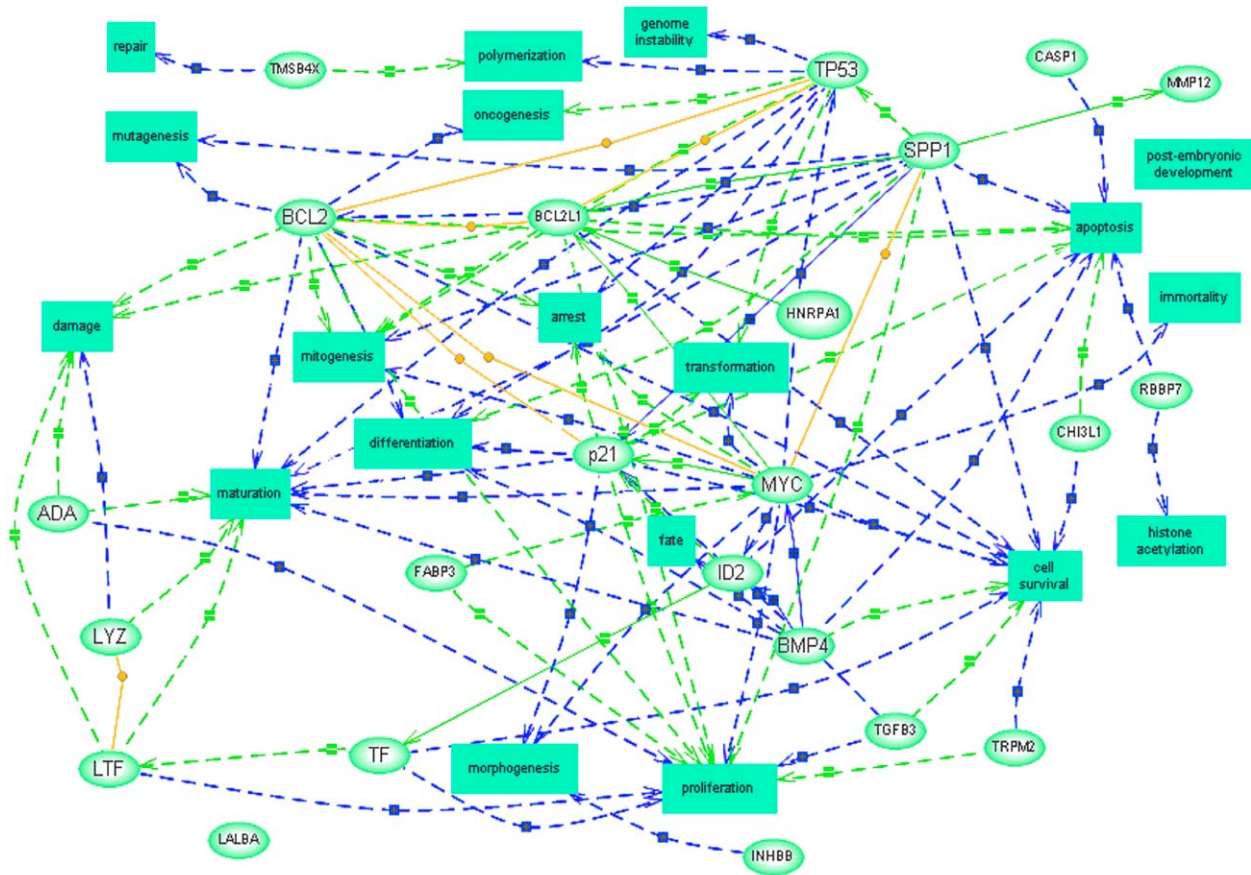 genome
instability
repair
TMSB4X
polymerization
TP53
CASP1
MMP12
oncogenesis
mutagenesis
SPP1
post-embryonic
development
BCL2
BCL2L1
apoptosis
immortality
HNRPA1
damage
mitogenesis
arrest
transformation
RBBP7
CHI3L1
differentiation
p21
MYC
maturation
ADA
fate
histone
acetylation
FABP3
ID2
cell
survival
LYZ
BMP4
TGFB3
TRPM2
LTF
TF
morphogenesis
proliferation
LALBA
INHBB